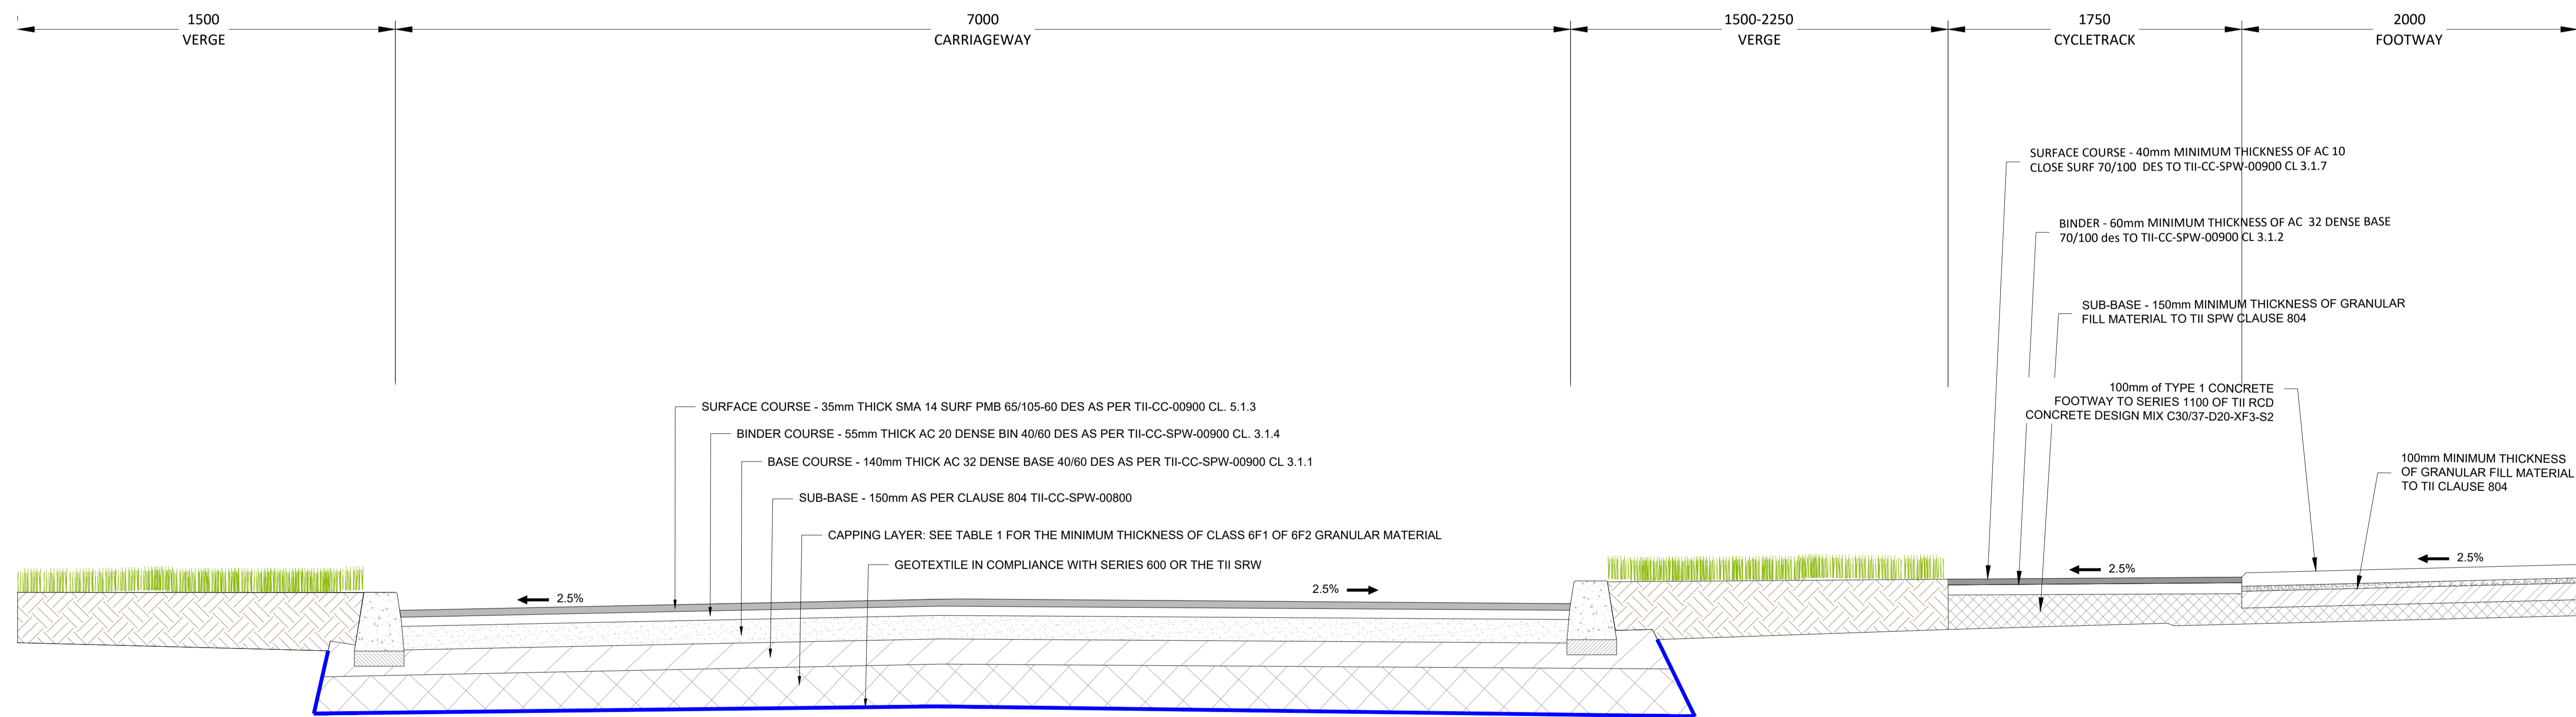 1500
VERGE
7000
CARRIAGEWAY
1500-2250
VERGE
1750
CYCLETRACK
2000
FOOTWAY
SURFACE COURSE - 40mm MINIMUM THICKNESS OF AC 10
CLOSE SURF 70/100 DES TO TII-CC-SPW-00900 CL 3.1.7
BINDER - 60mm MINIMUM THICKNESS OF AC 32 DENSE BASE
70/100 des TO TII-CC-SPW-00900 CL 3.1.2
SUB-BASE - 150mm MINIMUM THICKNESS OF GRANULAR
FILL MATERIAL TO TII SPW CLAUSE 804
100mm of TYPE 1 CONCRETE
FOOTWAY TO SERIES 1100 OF TII RCD
CONCRETE DESIGN MIX C30/37-D20-XF3-S2
100mm MINIMUM THICKNESS
OF GRANULAR FILL MATERIAL
TO TII CLAUSE 804
SURFACE COURSE - 35mm THICK SMA 14 SURF PMB 65/105-60 DES AS PER TII-CC-00900 CL. 5.1.3
BINDER COURSE - 55mm THICK AC 20 DENSE BIN 40/60 DES AS PER TII-CC-SPW-00900 CL. 3.1.4
BASE COURSE - 140mm THICK AC 32 DENSE BASE 40/60 DES AS PER TII-CC-SPW-00900 CL 3.1.1
SUB-BASE - 150mm AS PER CLAUSE 804 TII-CC-SPW-00800
CAPPING LAYER: SEE TABLE 1 FOR THE MINIMUM THICKNESS OF CLASS 6F1 OF 6F2 GRANULAR MATERIAL
GEOTEXTILE IN COMPLIANCE WITH SERIES 600 OR THE TII SRW
2.5%
2.5%
2.5%
2.5%